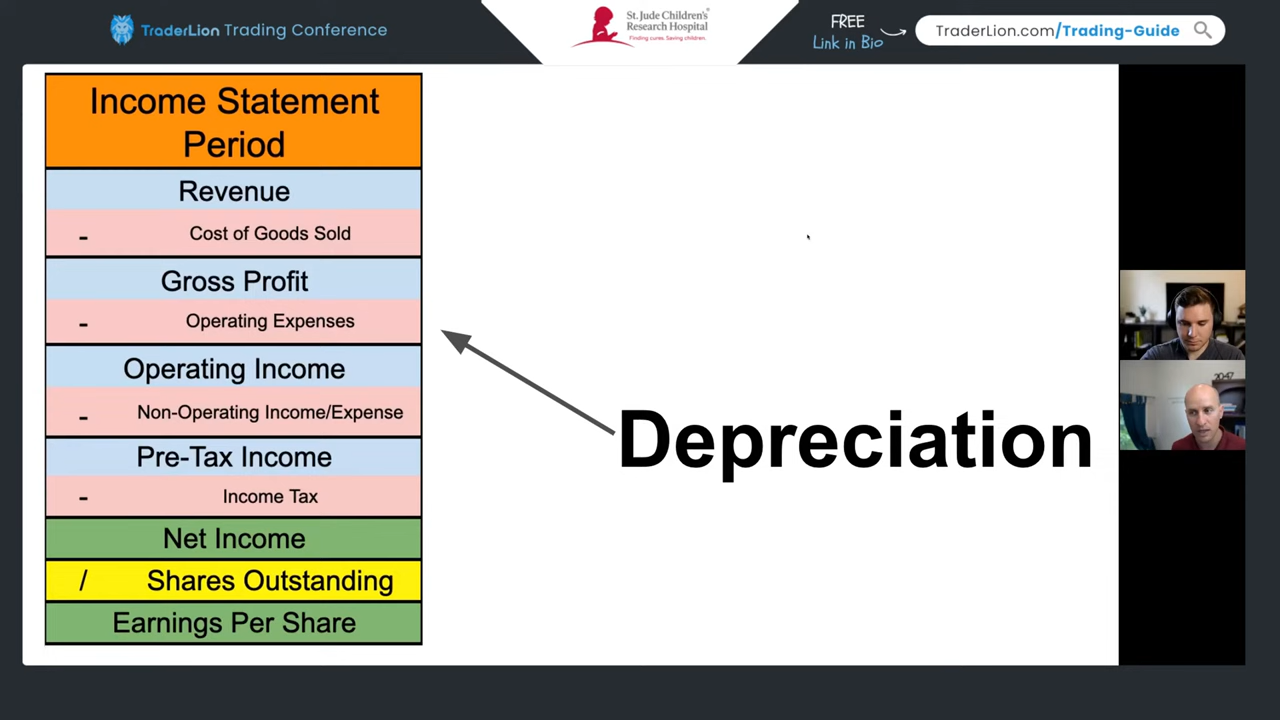 TraderLion Trading Conference
St. Jude Children's
Research Hospital
Finding cures. Saving children.
FREE
Link in Bio
TraderLion.com/Trading-Guide
Income Statement
Period
Revenue
- Cost of Goods Sold
Gross Profit
- Operating Expenses
Operating Income
- Non-Operating Income/Expense
Pre-Tax Income
- Income Tax
Net Income
/ Shares Outstanding
Earnings Per Share
Depreciation